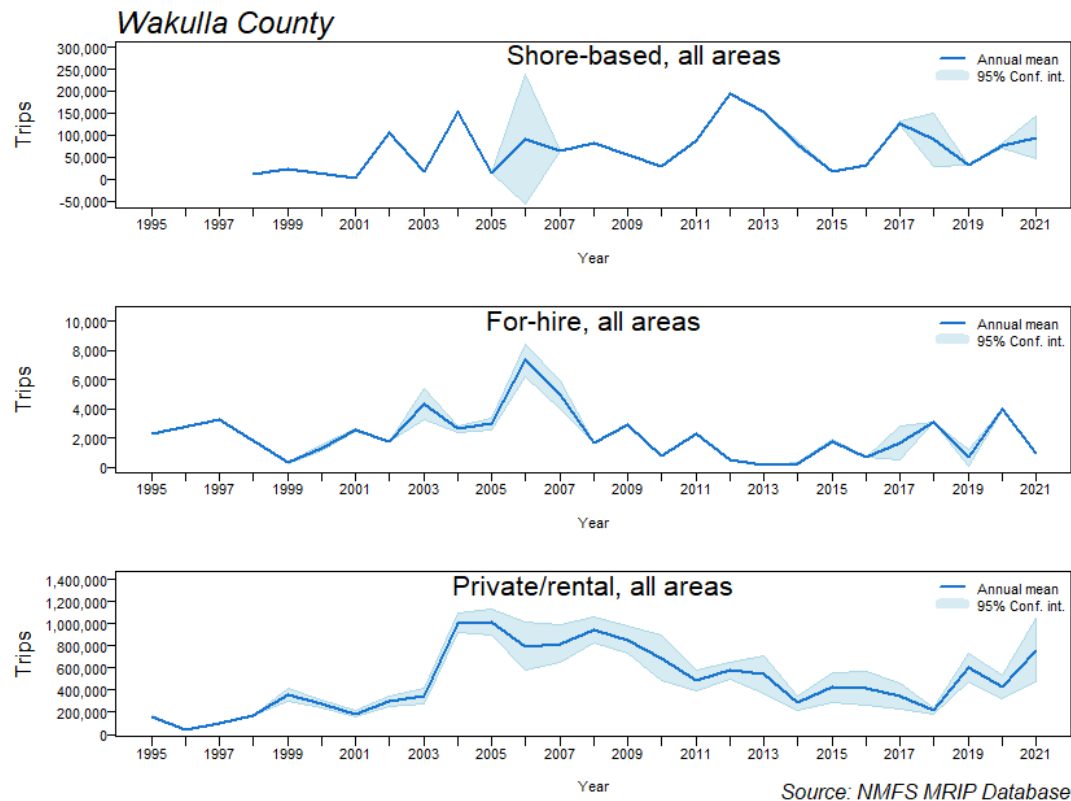 Wakulla County
Shore-based, all areas
Annual mean
95% Conf. int.
Trips
300,000
250,000
200,000
150,000
100,000
50,000
0
-50,000
1995 1997 1999 2001 2003 2005 2007 2009 2011 2013 2015 2017 2019 2021
Year
For-hire, all areas
Annual mean
95% Conf. int.
Trips
10,000
8,000
6,000
4,000
2,000
0
1995 1997 1999 2001 2003 2005 2007 2009 2011 2013 2015 2017 2019 2021
Year
Private/rental, all areas
Annual mean
95% Conf. int.
Trips
1,400,000
1,200,000
1,000,000
800,000
600,000
400,000
200,000
0
1995 1997 1999 2001 2003 2005 2007 2009 2011 2013 2015 2017 2019 2021
Year
Source: NMFS MRIP Database